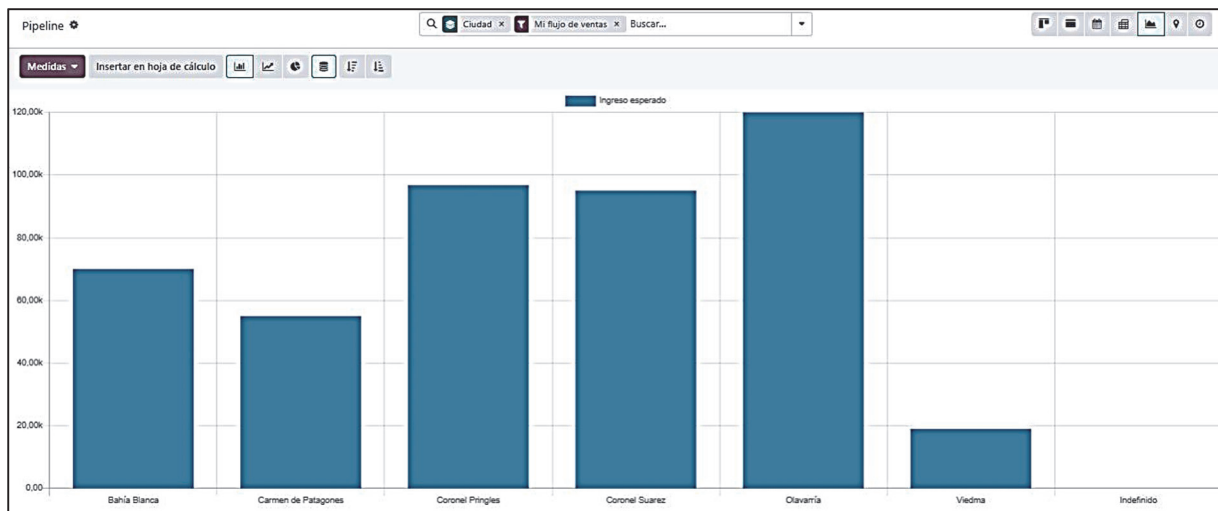 Pipeline
Ciudad × Mi flujo de ventas × Buscar...
Medidas Insertar en hoja de cálculo
Ingreso esperado
120,00k
100,00k
80,00k
60,00k
40,00k
20,00k
0,00
Bahía Blanca Carmen de Patagones Coronel Pringles Coronel Suarez Olavarría Viedma Indefinido